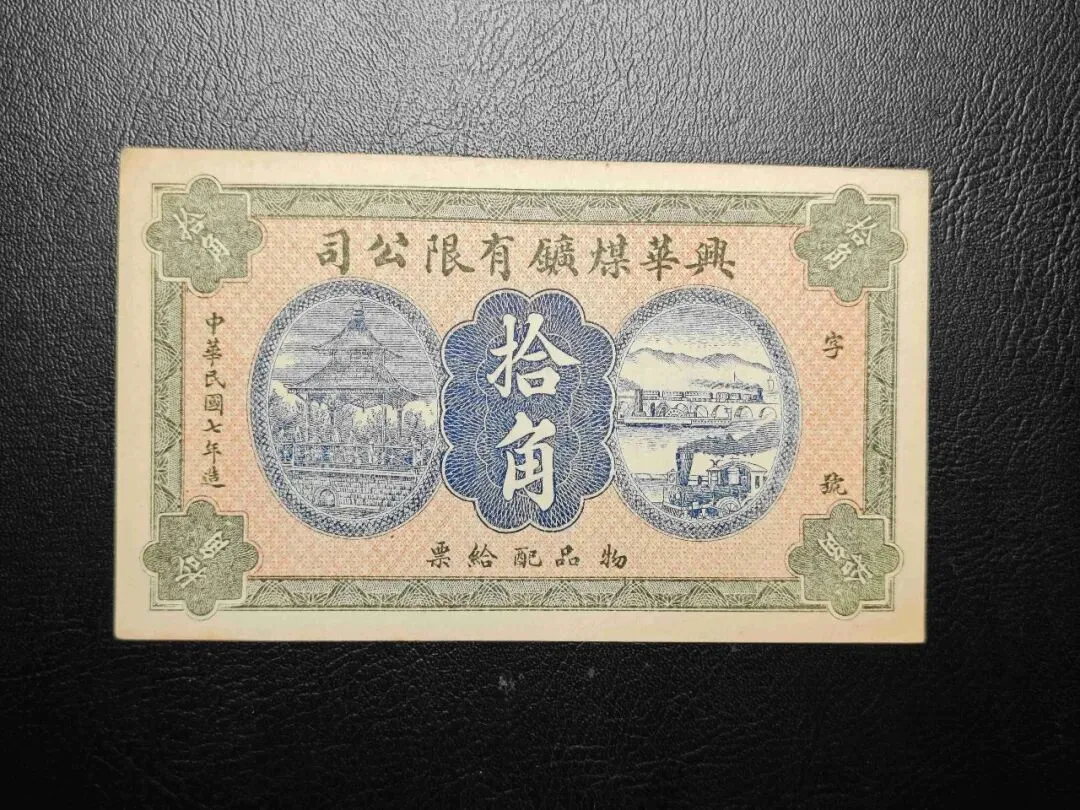 興華煤鑛有限公司
拾角
拾角
字 號
拾角
中華民國七年造
物品配給票
拾角
拾角